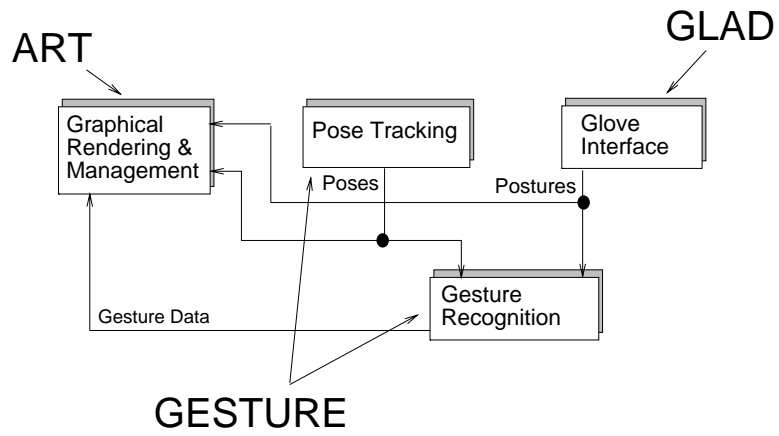 GLAD
ART
Graphical
Rendering &
Management
Pose Tracking
Glove
Interface
Poses
Postures
Gesture
Recognition
Gesture Data
GESTURE